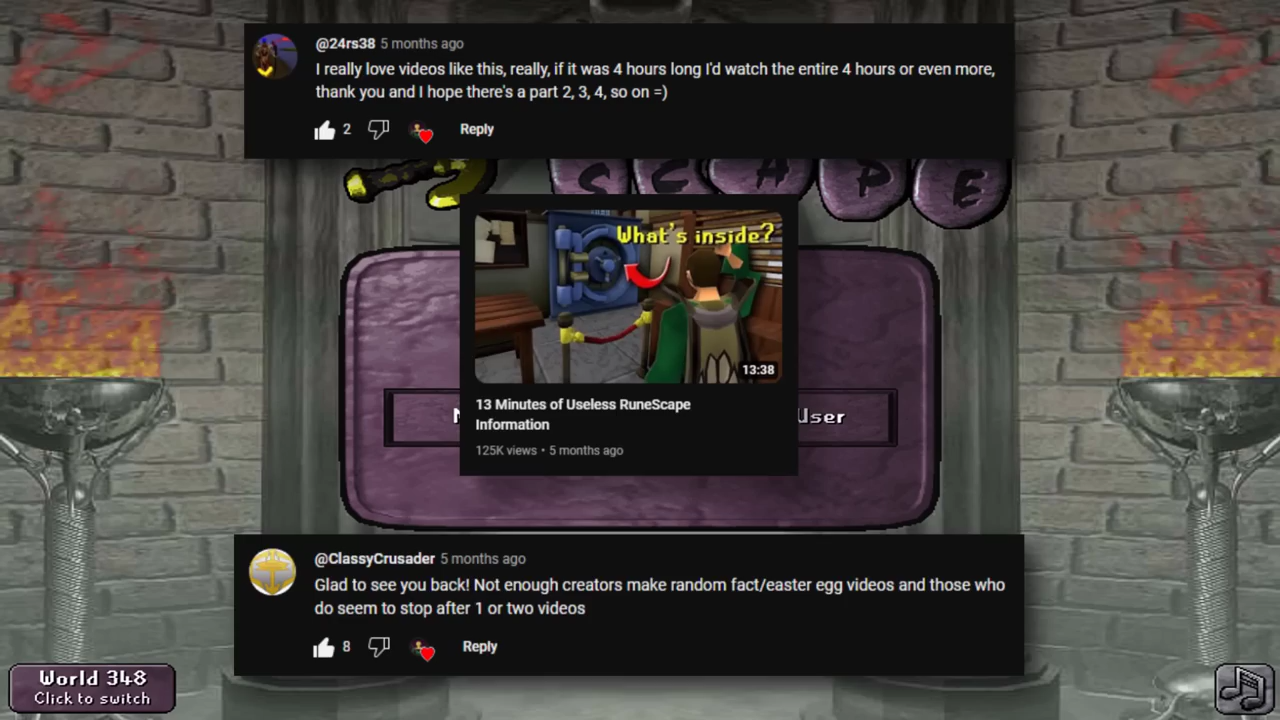 @24rs38 5 months ago
I really love videos like this, really, if it was 4 hours long I'd watch the entire 4 hours or even more,
thank you and I hope there's a part 2, 3, 4, so on =)
2 Reply
SCAPE
What's inside?
13:38
13 Minutes of Useless RuneScape
Information
125K views • 5 months ago
User
@ClassyCrusader 5 months ago
Glad to see you back! Not enough creators make random fact/easter egg videos and those who
do seem to stop after 1 or two videos
8 Reply
World 348
Click to switch